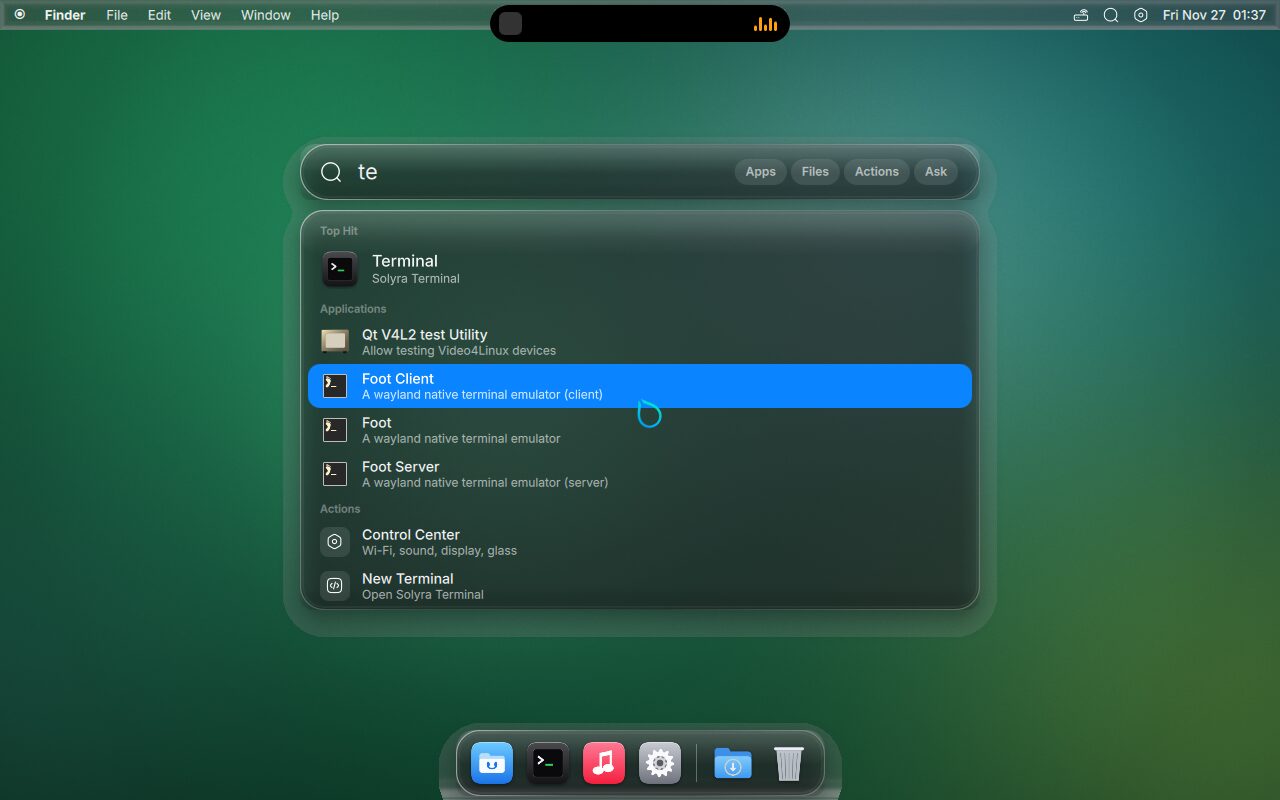 Finder File Edit View Window Help
Fri Nov 27 01:37
te
Apps Files Actions Ask
Top Hit
Terminal
Solyra Terminal
Applications
Qt V4L2 test Utility
Allow testing Video4Linux devices
Foot Client
A wayland native terminal emulator (client)
Foot
A wayland native terminal emulator
Foot Server
A wayland native terminal emulator (server)
Actions
Control Center
Wi-Fi, sound, display, glass
New Terminal
Open Solyra Terminal